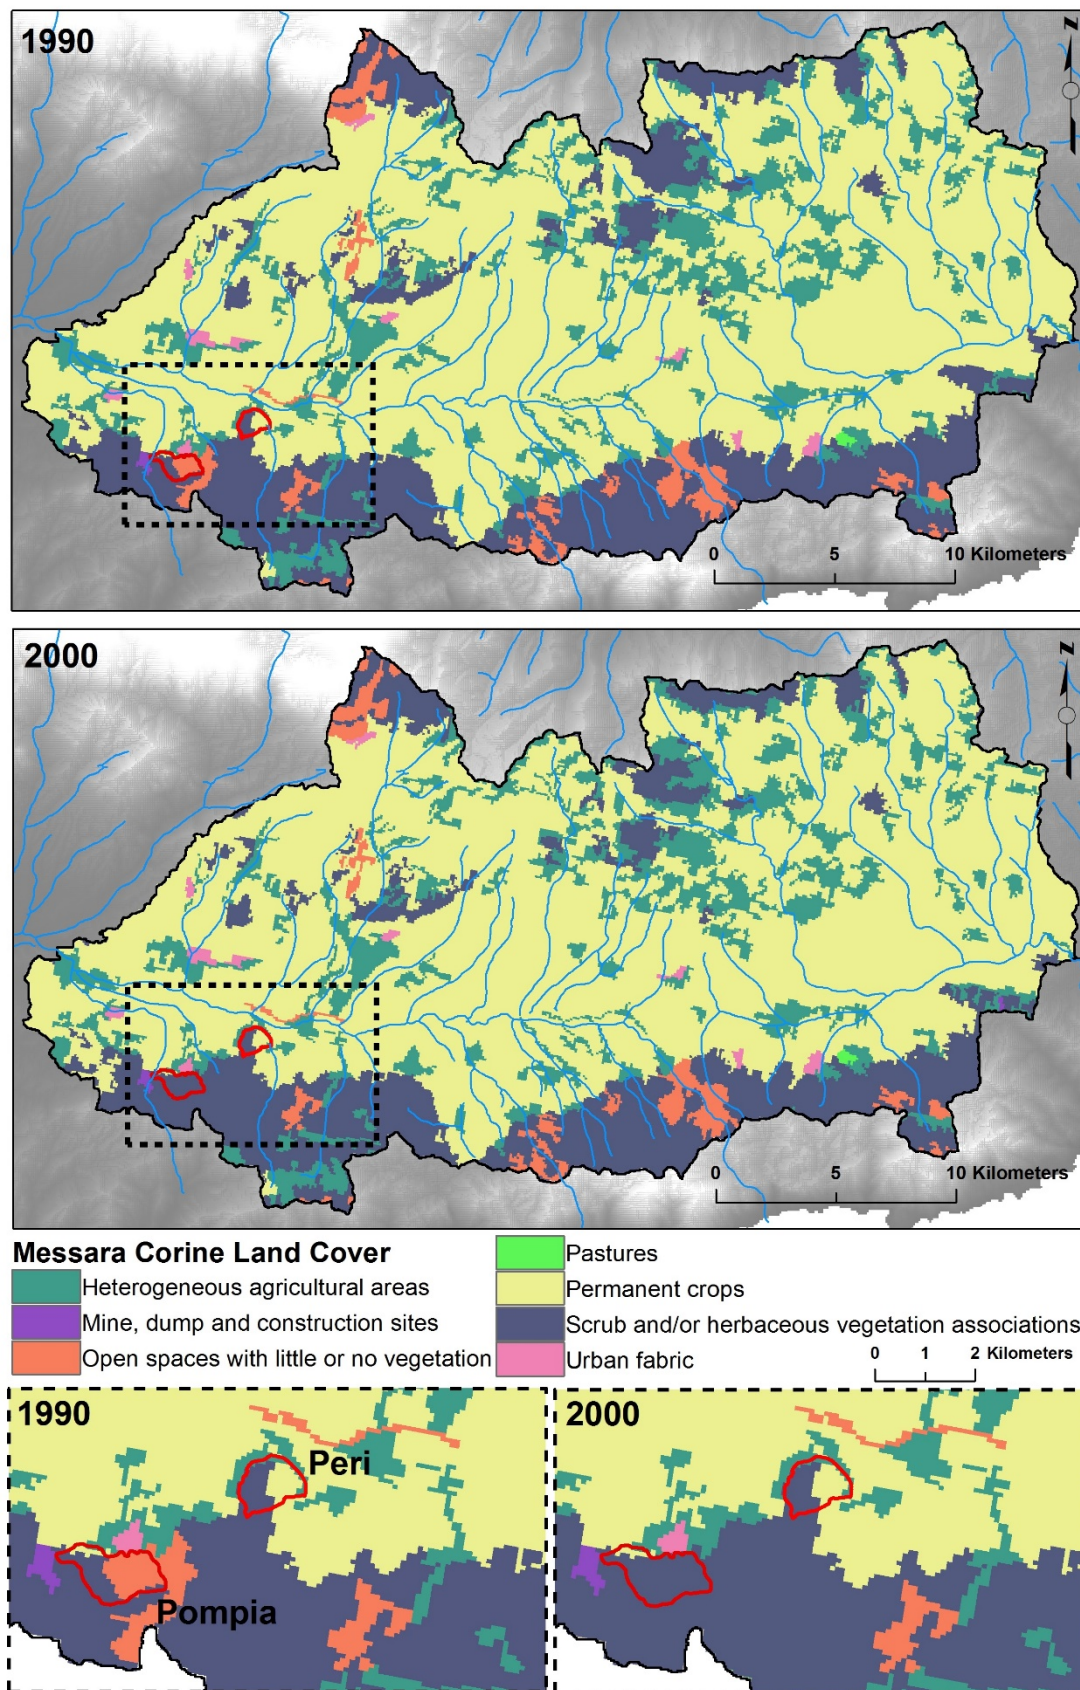 1990
N
0 5 10 Kilometers
2000
N
0 5 10 Kilometers
Messara Corine Land Cover
Heterogeneous agricultural areas
Mine, dump and construction sites
Open spaces with little or no vegetation
Pastures
Permanent crops
Scrub and/or herbaceous vegetation associations
Urban fabric
0 1 2 Kilometers
1990
Peri
Pompia
2000